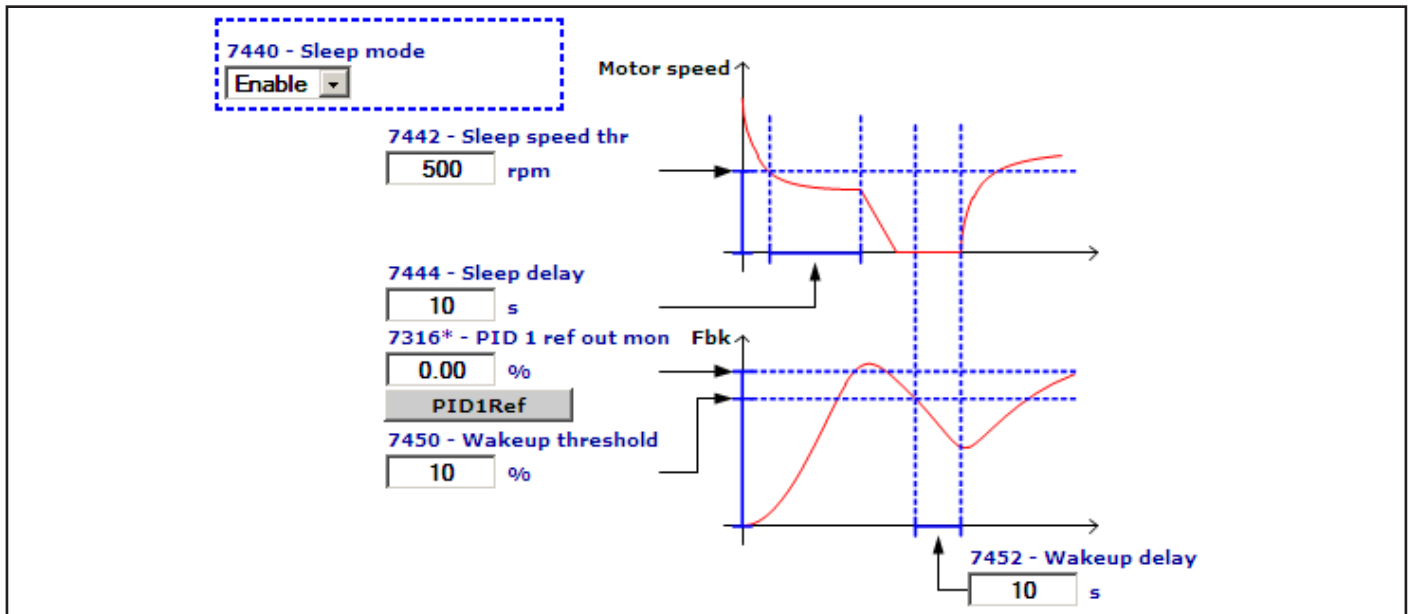 7440 - Sleep mode
Enable
Motor speed
7442 - Sleep speed thr
500 rpm
7444 - Sleep delay
10 s
7316* - PID 1 ref out mon
Fbk
0.00 %
PID1Ref
7450 - Wakeup threshold
10 %
7452 - Wakeup delay
10 s